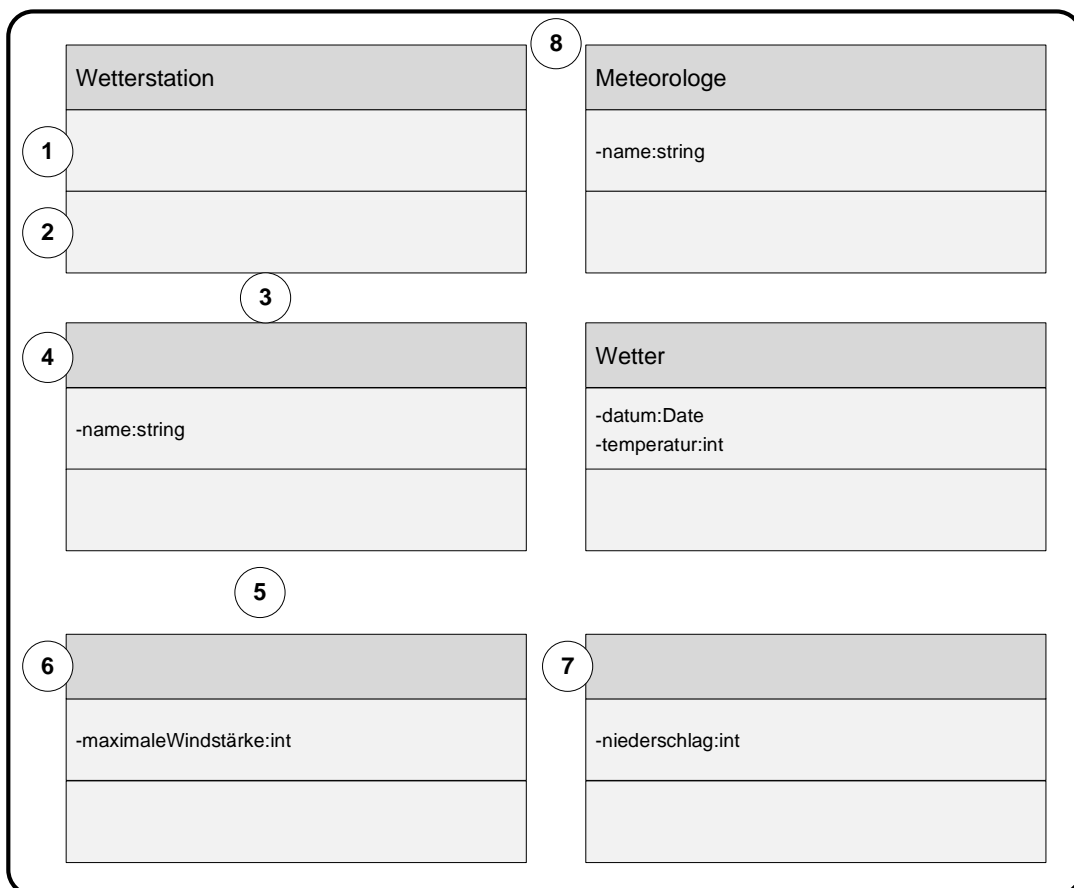 8
Wetterstation
Meteorologe
1
-name:string
2
3
4
Wetter
-name:string
-datum:Date
-temperatur:int
5
6
7
-maximaleWindstärke:int
-niederschlag:int